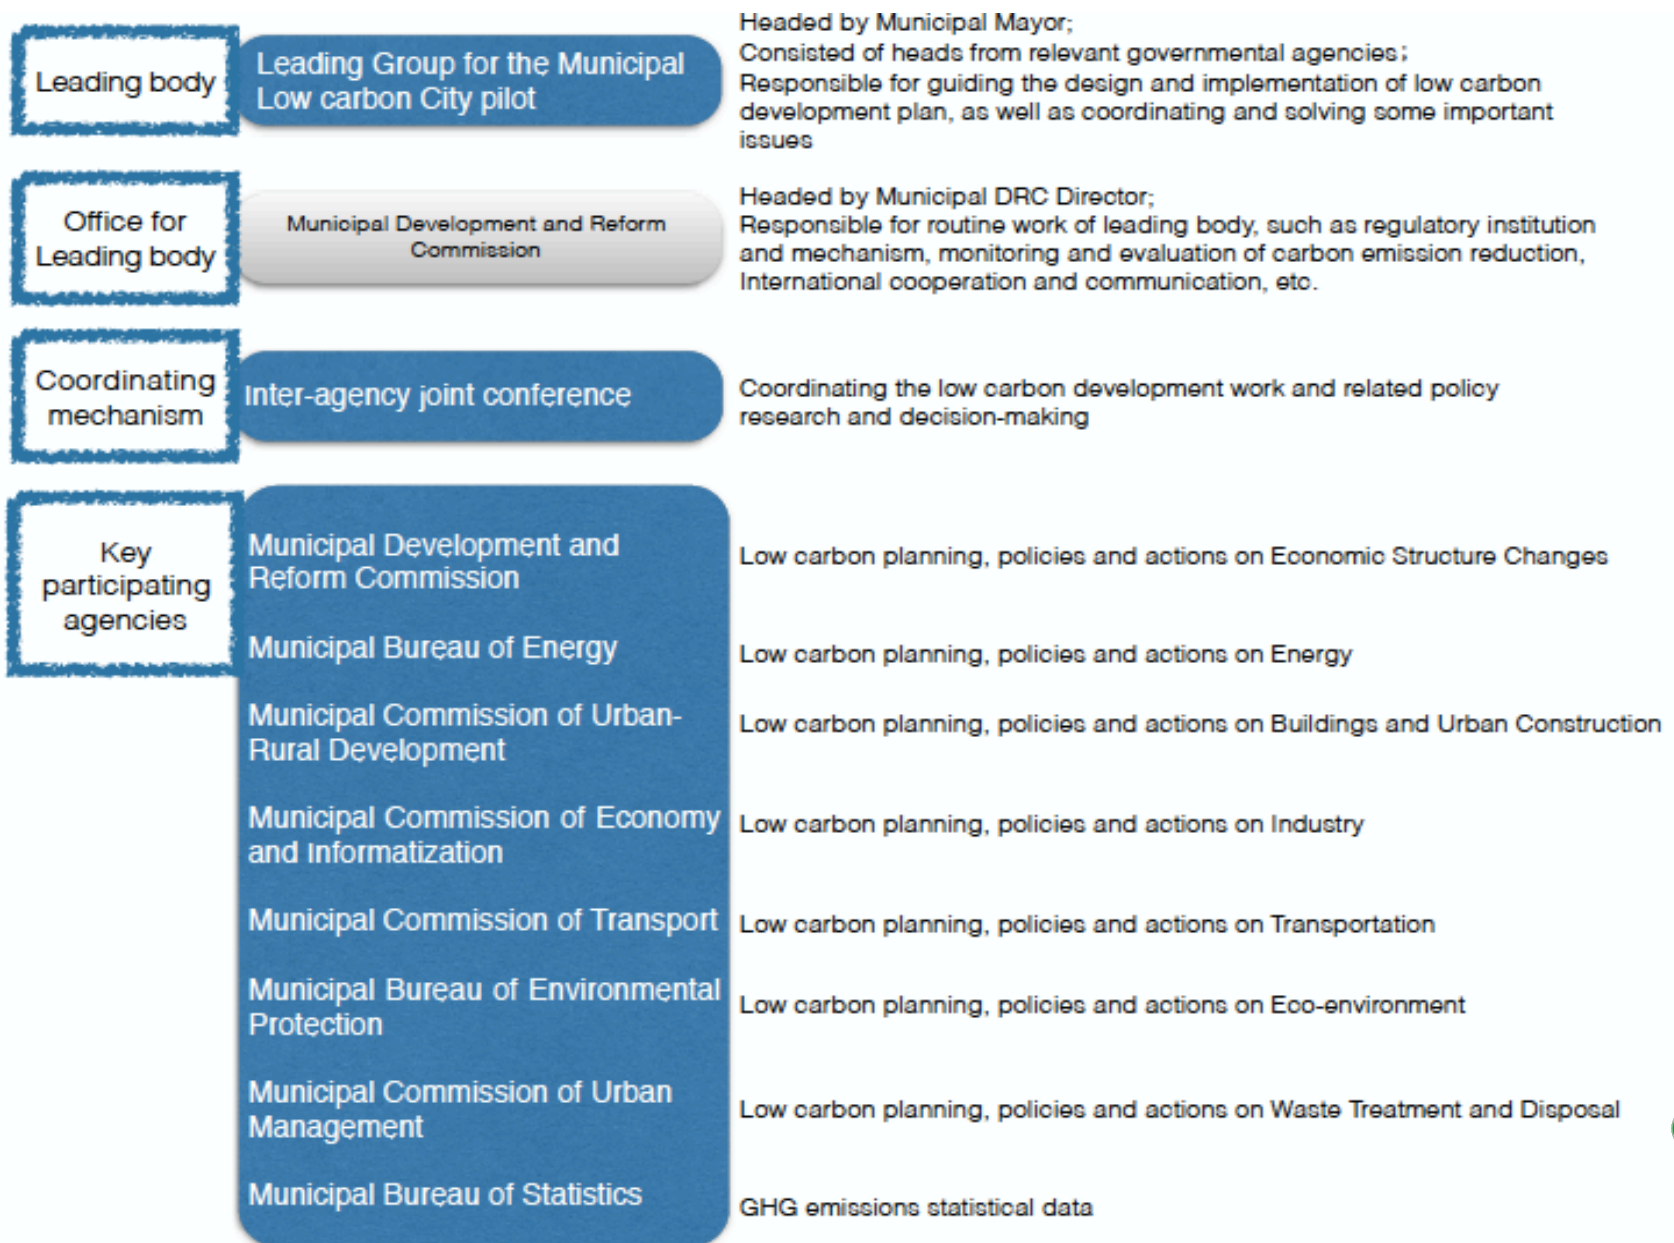 Leading body
Leading Group for the Municipal
Low carbon City pilot
Headed by Municipal Mayor;
Consisted of heads from relevant governmental agencies;
Responsible for guiding the design and implementation of low carbon
development plan, as well as coordinating and solving some important
issues
Office for
Leading body
Municipal Development and Reform
Commission
Headed by Municipal DRC Director;
Responsible for routine work of leading body, such as regulatory institution
and mechanism, monitoring and evaluation of carbon emission reduction,
International cooperation and communication, etc.
Coordinating
mechanism
Inter-agency joint conference
Coordinating the low carbon development work and related policy
research and decision-making
Key
participating
agencies
Municipal Development and
Reform Commission
Low carbon planning, policies and actions on Economic Structure Changes
Municipal Bureau of Energy
Low carbon planning, policies and actions on Energy
Municipal Commission of Urban-
Rural Development
Low carbon planning, policies and actions on Buildings and Urban Construction
Municipal Commission of Economy
and Informatization
Low carbon planning, policies and actions on Industry
Municipal Commission of Transport
Low carbon planning, policies and actions on Transportation
Municipal Bureau of Environmental
Protection
Low carbon planning, policies and actions on Eco-environment
Municipal Commission of Urban
Management
Low carbon planning, policies and actions on Waste Treatment and Disposal
Municipal Bureau of Statistics
GHG emissions statistical data